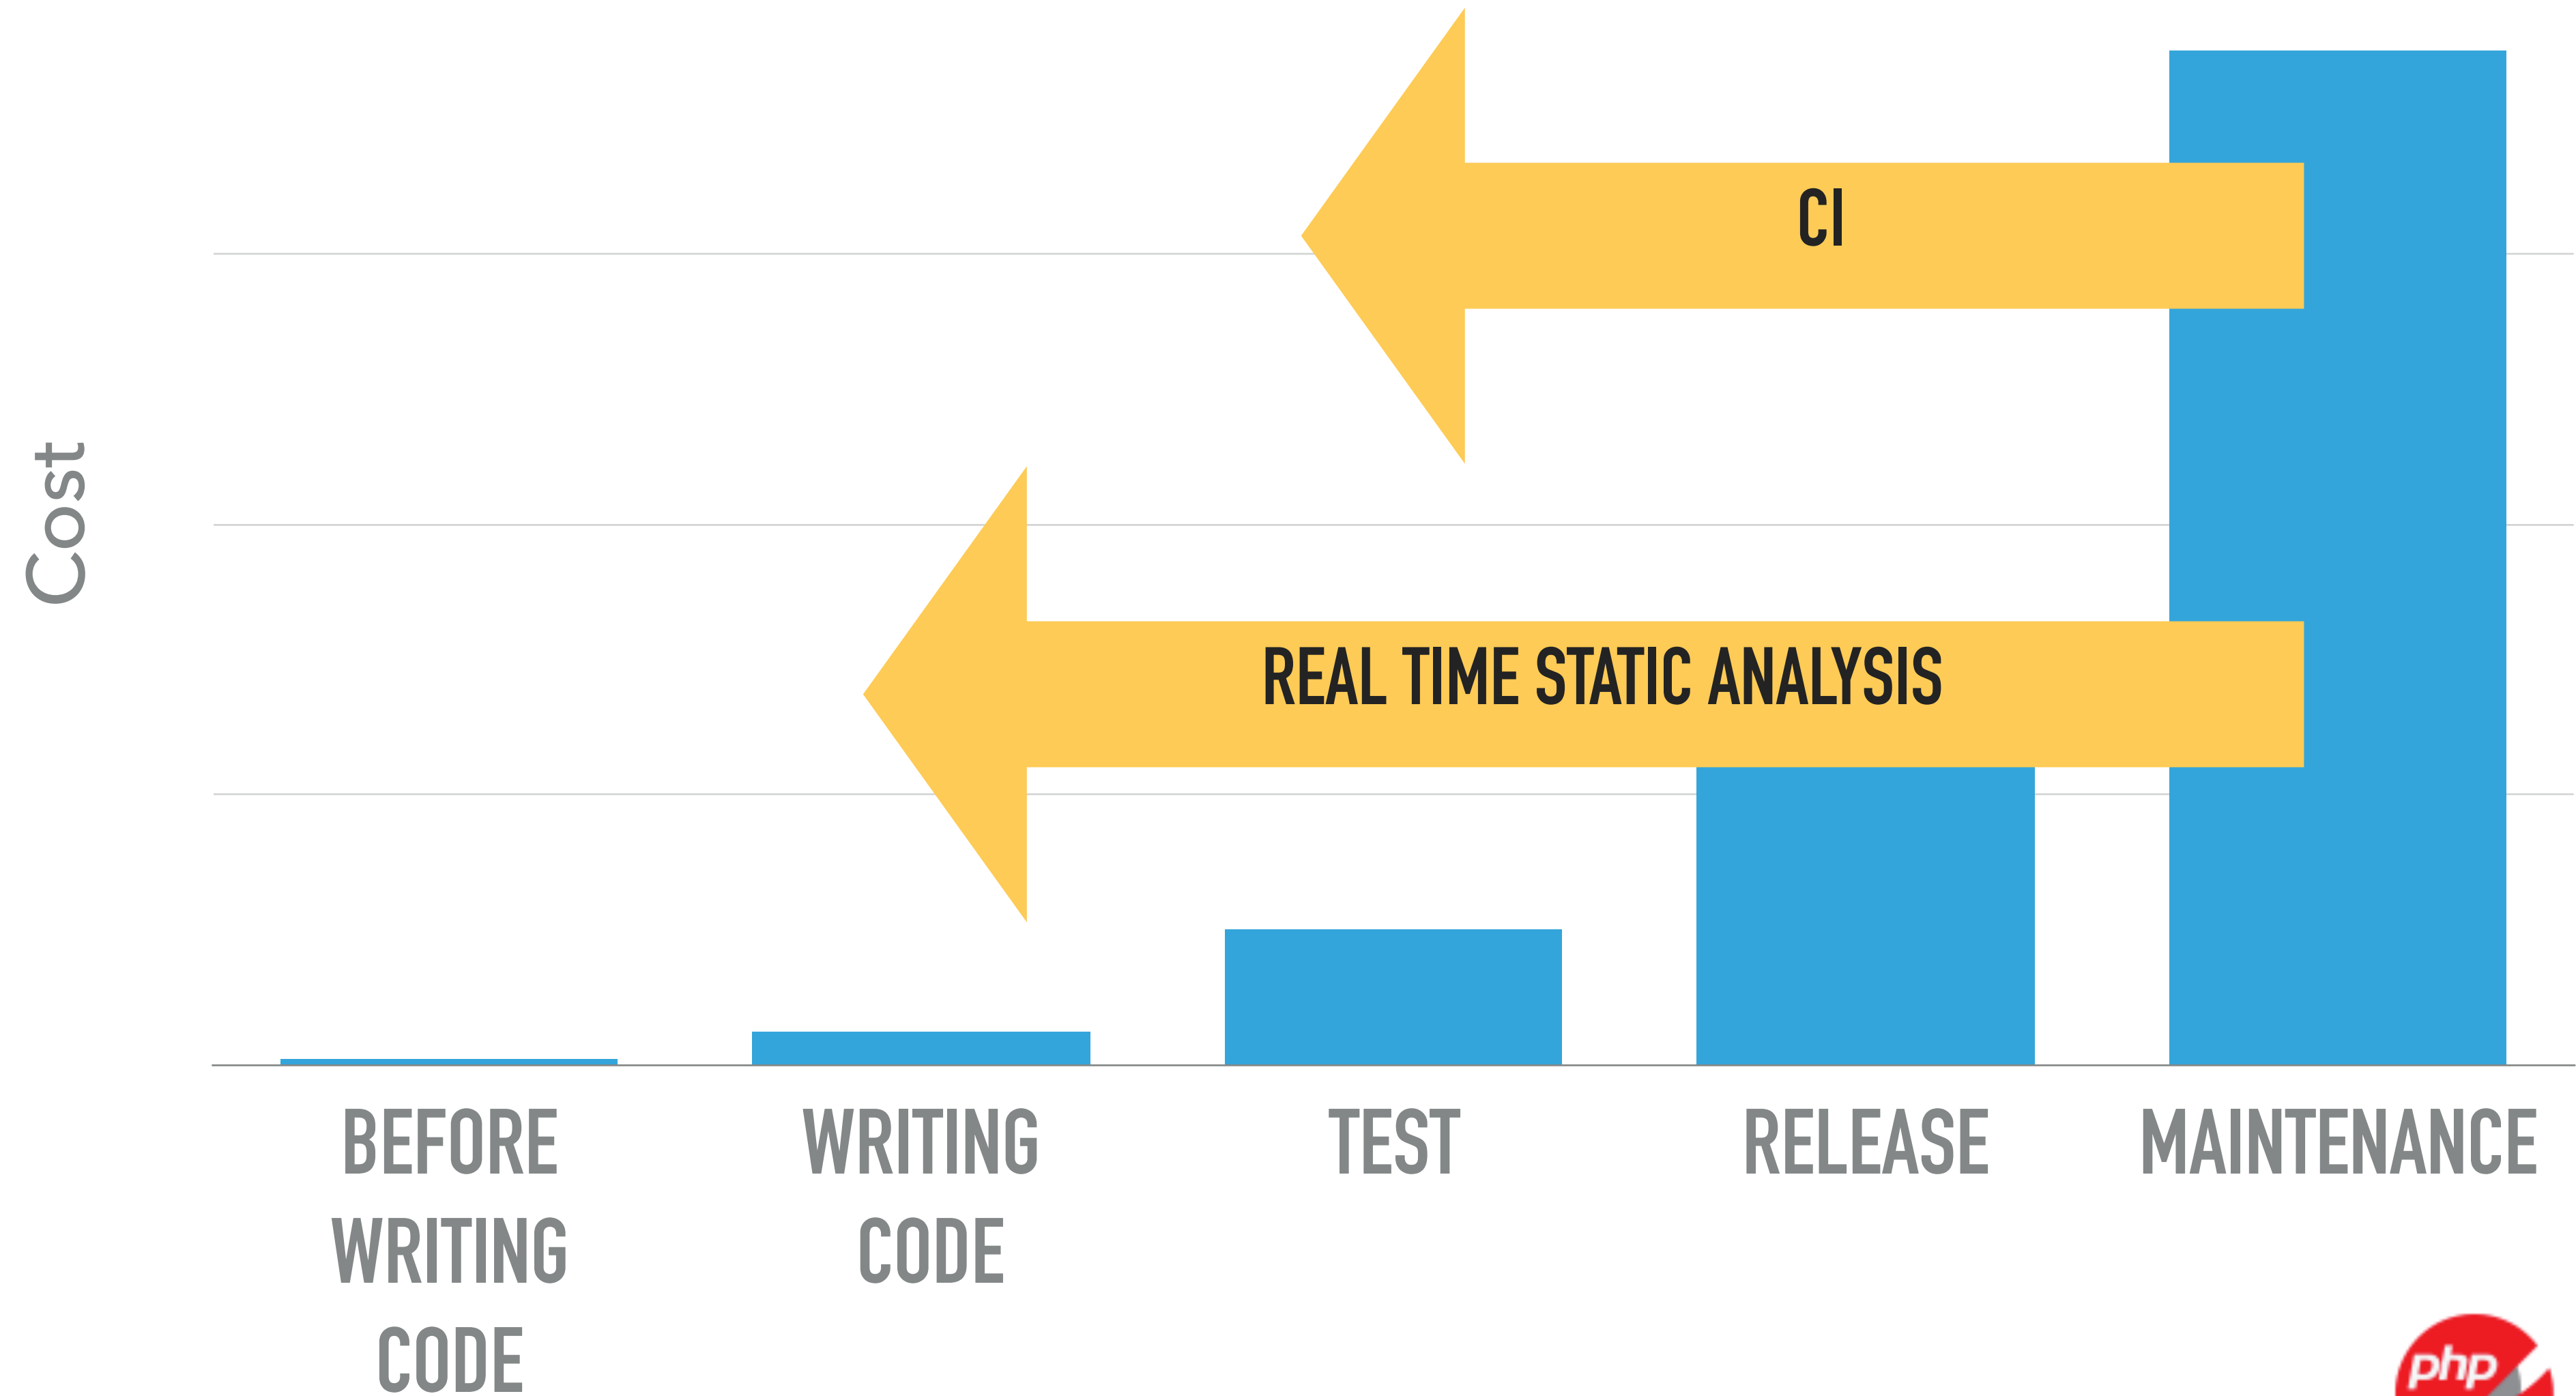 CI
Cost
REAL TIME STATIC ANALYSIS
BEFORE
WRITING
CODE
WRITING
CODE
TEST
RELEASE
MAINTENANCE
php